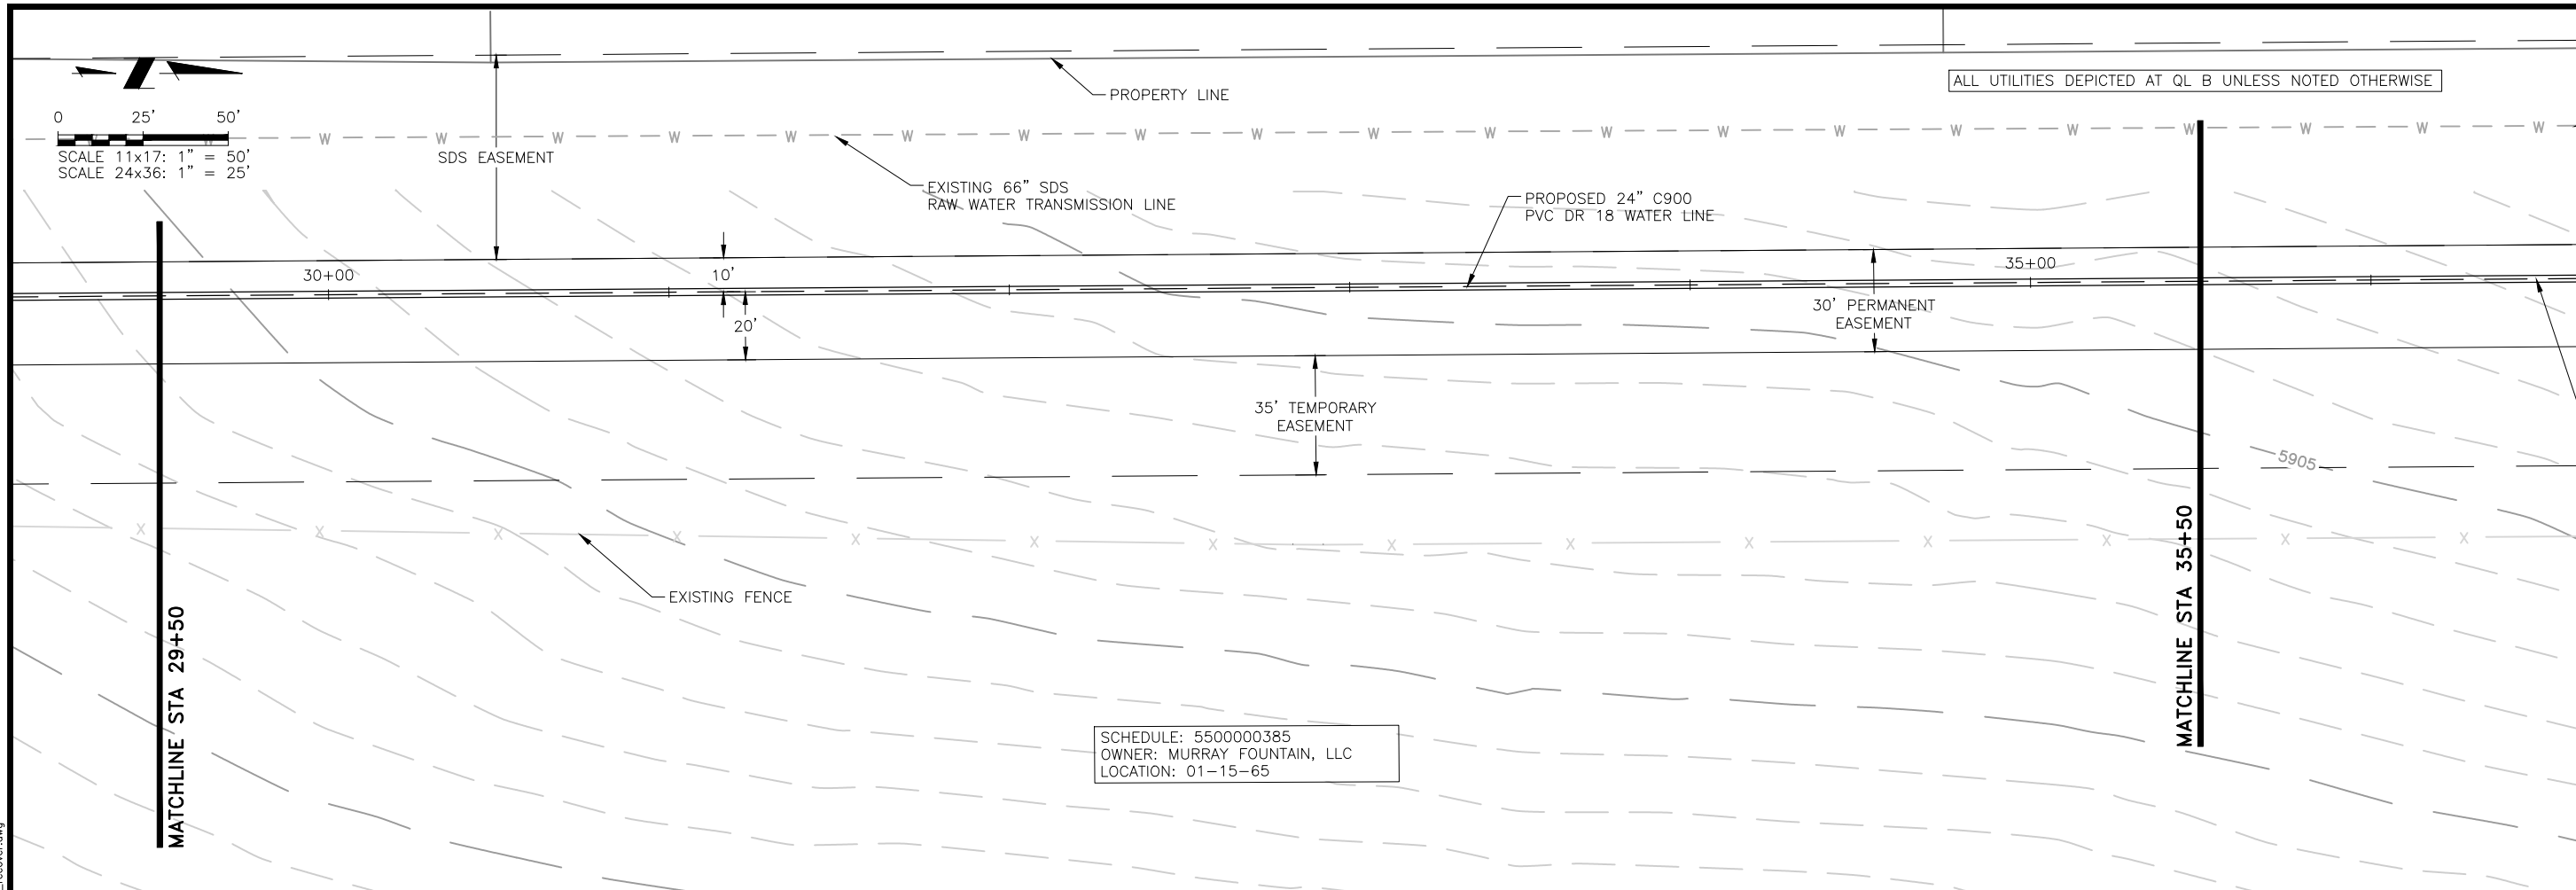 ALL UTILITIES DEPICTED AT QL B UNLESS NOTED OTHERWISE
PROPERTY LINE
0 25' 50'
SCALE 11x17: 1" = 50'
SCALE 24x36: 1" = 25'
W W W W W W W W W W W W W W W W W W W W
SDS EASEMENT
EXISTING 66" SDS
RAW WATER TRANSMISSION LINE
PROPOSED 24" C900
PVC DR 18 WATER LINE
30+00
10'
35+00
20'
30' PERMANENT
EASEMENT
35' TEMPORARY
EASEMENT
5905
X X X X X X X X X X X X X X
EXISTING FENCE
MATCHLINE STA 29+50
MATCHLINE STA 35+50
SCHEDULE: 5500000385
OWNER: MURRAY FOUNTAIN, LLC
LOCATION: 01-15-65